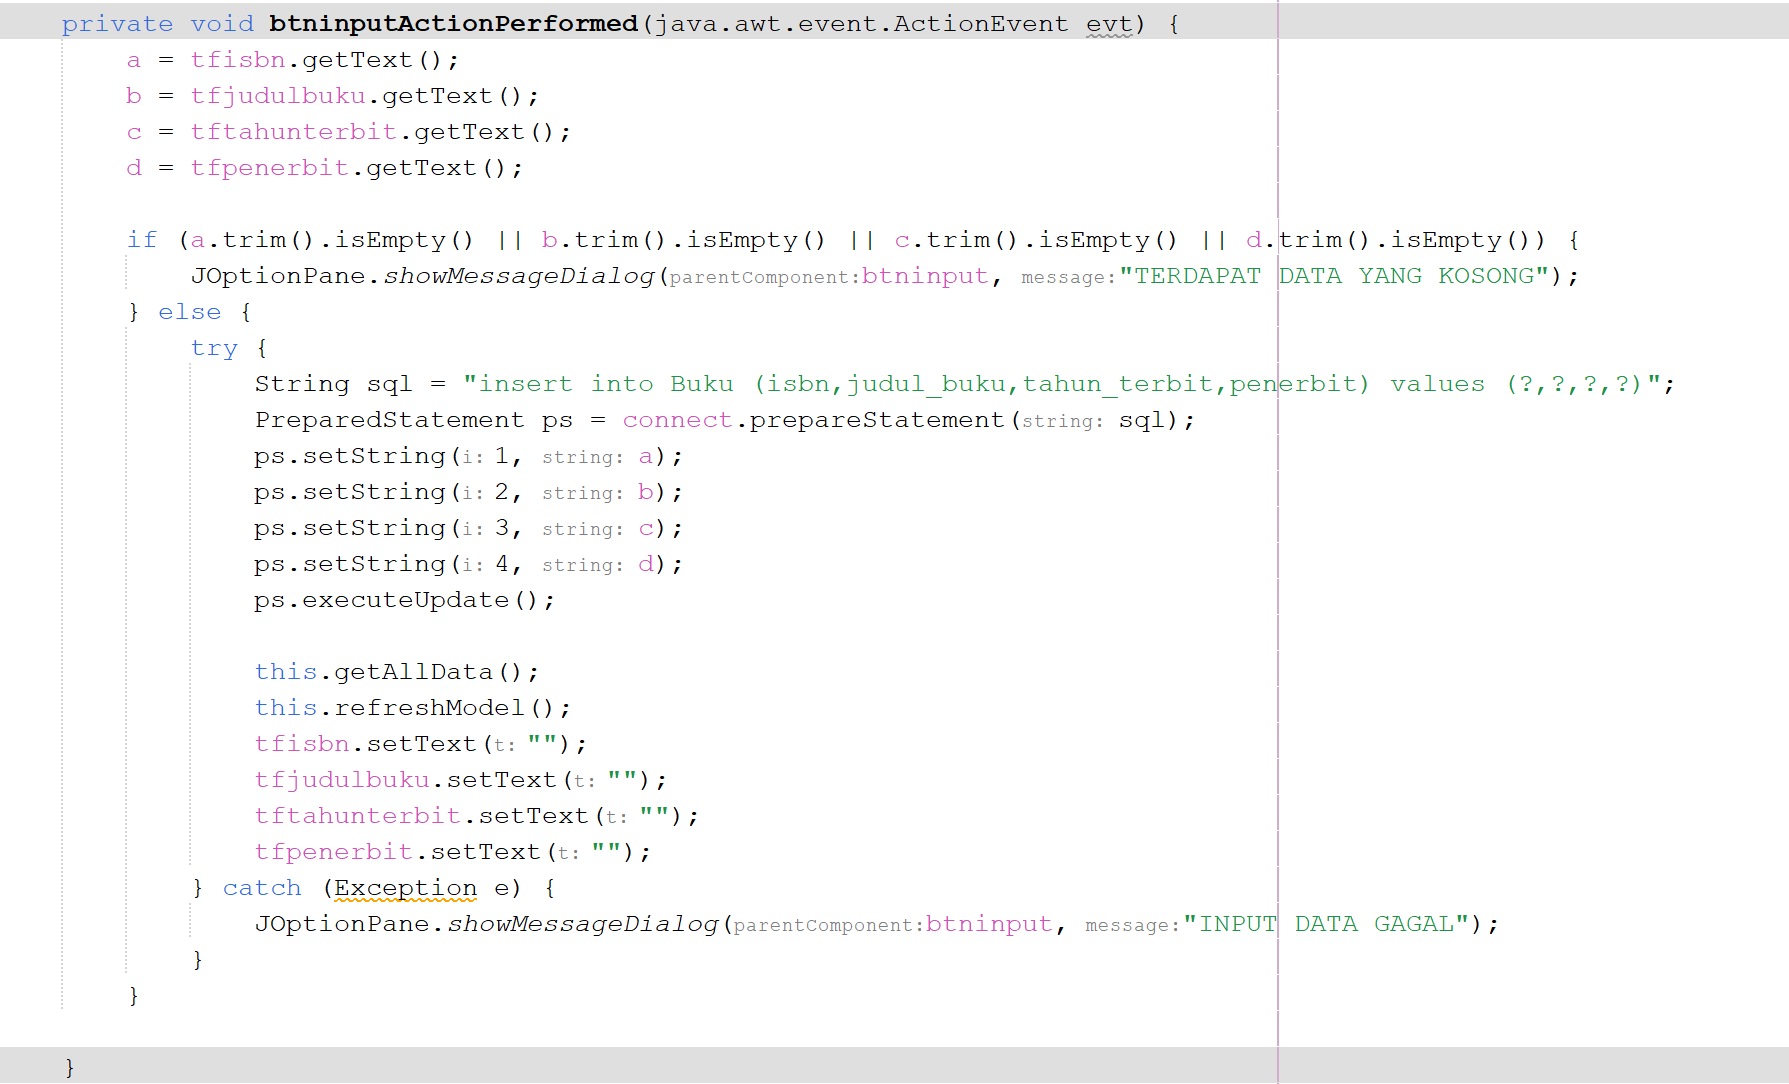 private void btninputActionPerformed(java.awt.event.ActionEvent evt) {
    a = tfisbn.getText();
    b = tfjudulbuku.getText();
    c = tftahunterbit.getText();
    d = tfpenerbit.getText();

    if (a.trim().isEmpty() || b.trim().isEmpty() || c.trim().isEmpty() || d.trim().isEmpty()) {
        JOptionPane.showMessageDialog(parentComponent:btninput, message:"TERDAPAT DATA YANG KOSONG");
    } else {
        try {
            String sql = "insert into Buku (isbn,judul_buku,tahun_terbit,penerbit) values (?,?,?,?)";
            PreparedStatement ps = connect.prepareStatement(string: sql);
            ps.setString(i: 1, string: a);
            ps.setString(i: 2, string: b);
            ps.setString(i: 3, string: c);
            ps.setString(i: 4, string: d);
            ps.executeUpdate();

            this.getAllData();
            this.refreshModel();
            tfisbn.setText(t: "");
            tfjudulbuku.setText(t: "");
            tftahunterbit.setText(t: "");
            tfpenerbit.setText(t: "");
        } catch (Exception e) {
            JOptionPane.showMessageDialog(parentComponent:btninput, message:"INPUT DATA GAGAL");
        }
    }

}